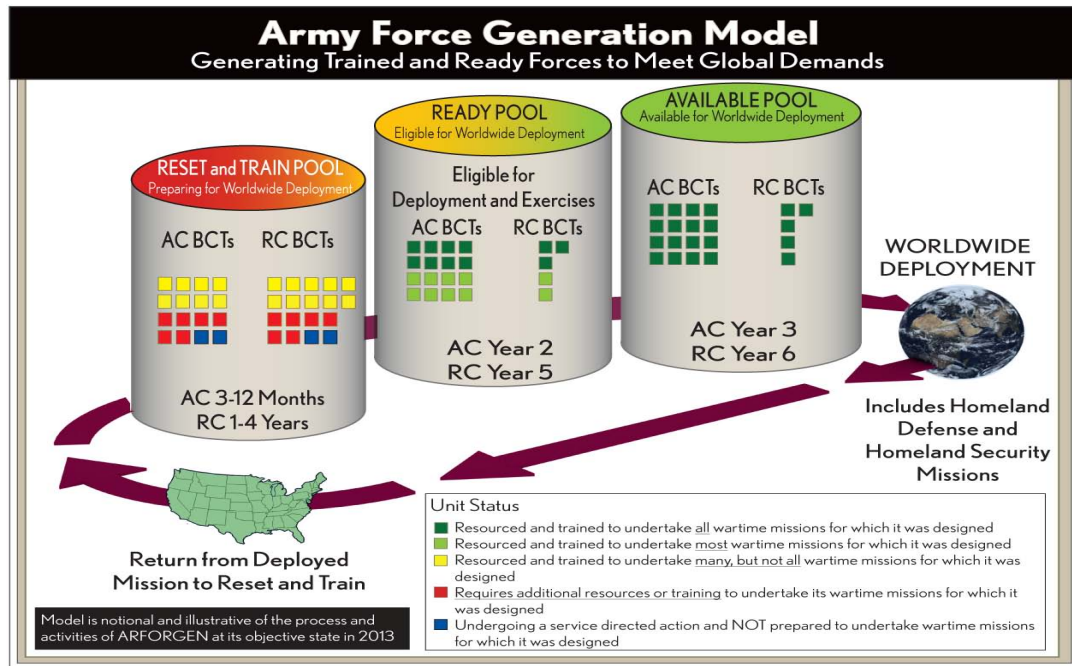 Army Force Generation Model
Generating Trained and Ready Forces to Meet Global Demands
RESET and TRAIN POOL
Preparing for Worldwide Deployment
AC BCTs RC BCTs
AC 3-12 Months
RC 1-4 Years
READY POOL
Eligible for Worldwide Deployment
Eligible for
Deployment and Exercises
AC BCTs RC BCTs
AC Year 2
RC Year 5
AVAILABLE POOL
Available for Worldwide Deployment
AC BCTs RC BCTs
AC Year 3
RC Year 6
WORLDWIDE
DEPLOYMENT
Includes Homeland
Defense and
Homeland Security
Missions
Return from Deployed
Mission to Reset and Train
Model is notional and illustrative of the process and
activities of ARFORGEN at its objective state in 2013
Unit Status
Resourced and trained to undertake all wartime missions for which it was designed
Resourced and trained to undertake most wartime missions for which it was designed
Resourced and trained to undertake many, but not all wartime missions for which it was
designed
Requires additional resources or training to undertake its wartime missions for which it
was designed
Undergoing a service directed action and NOT prepared to undertake wartime missions
for which it was designed